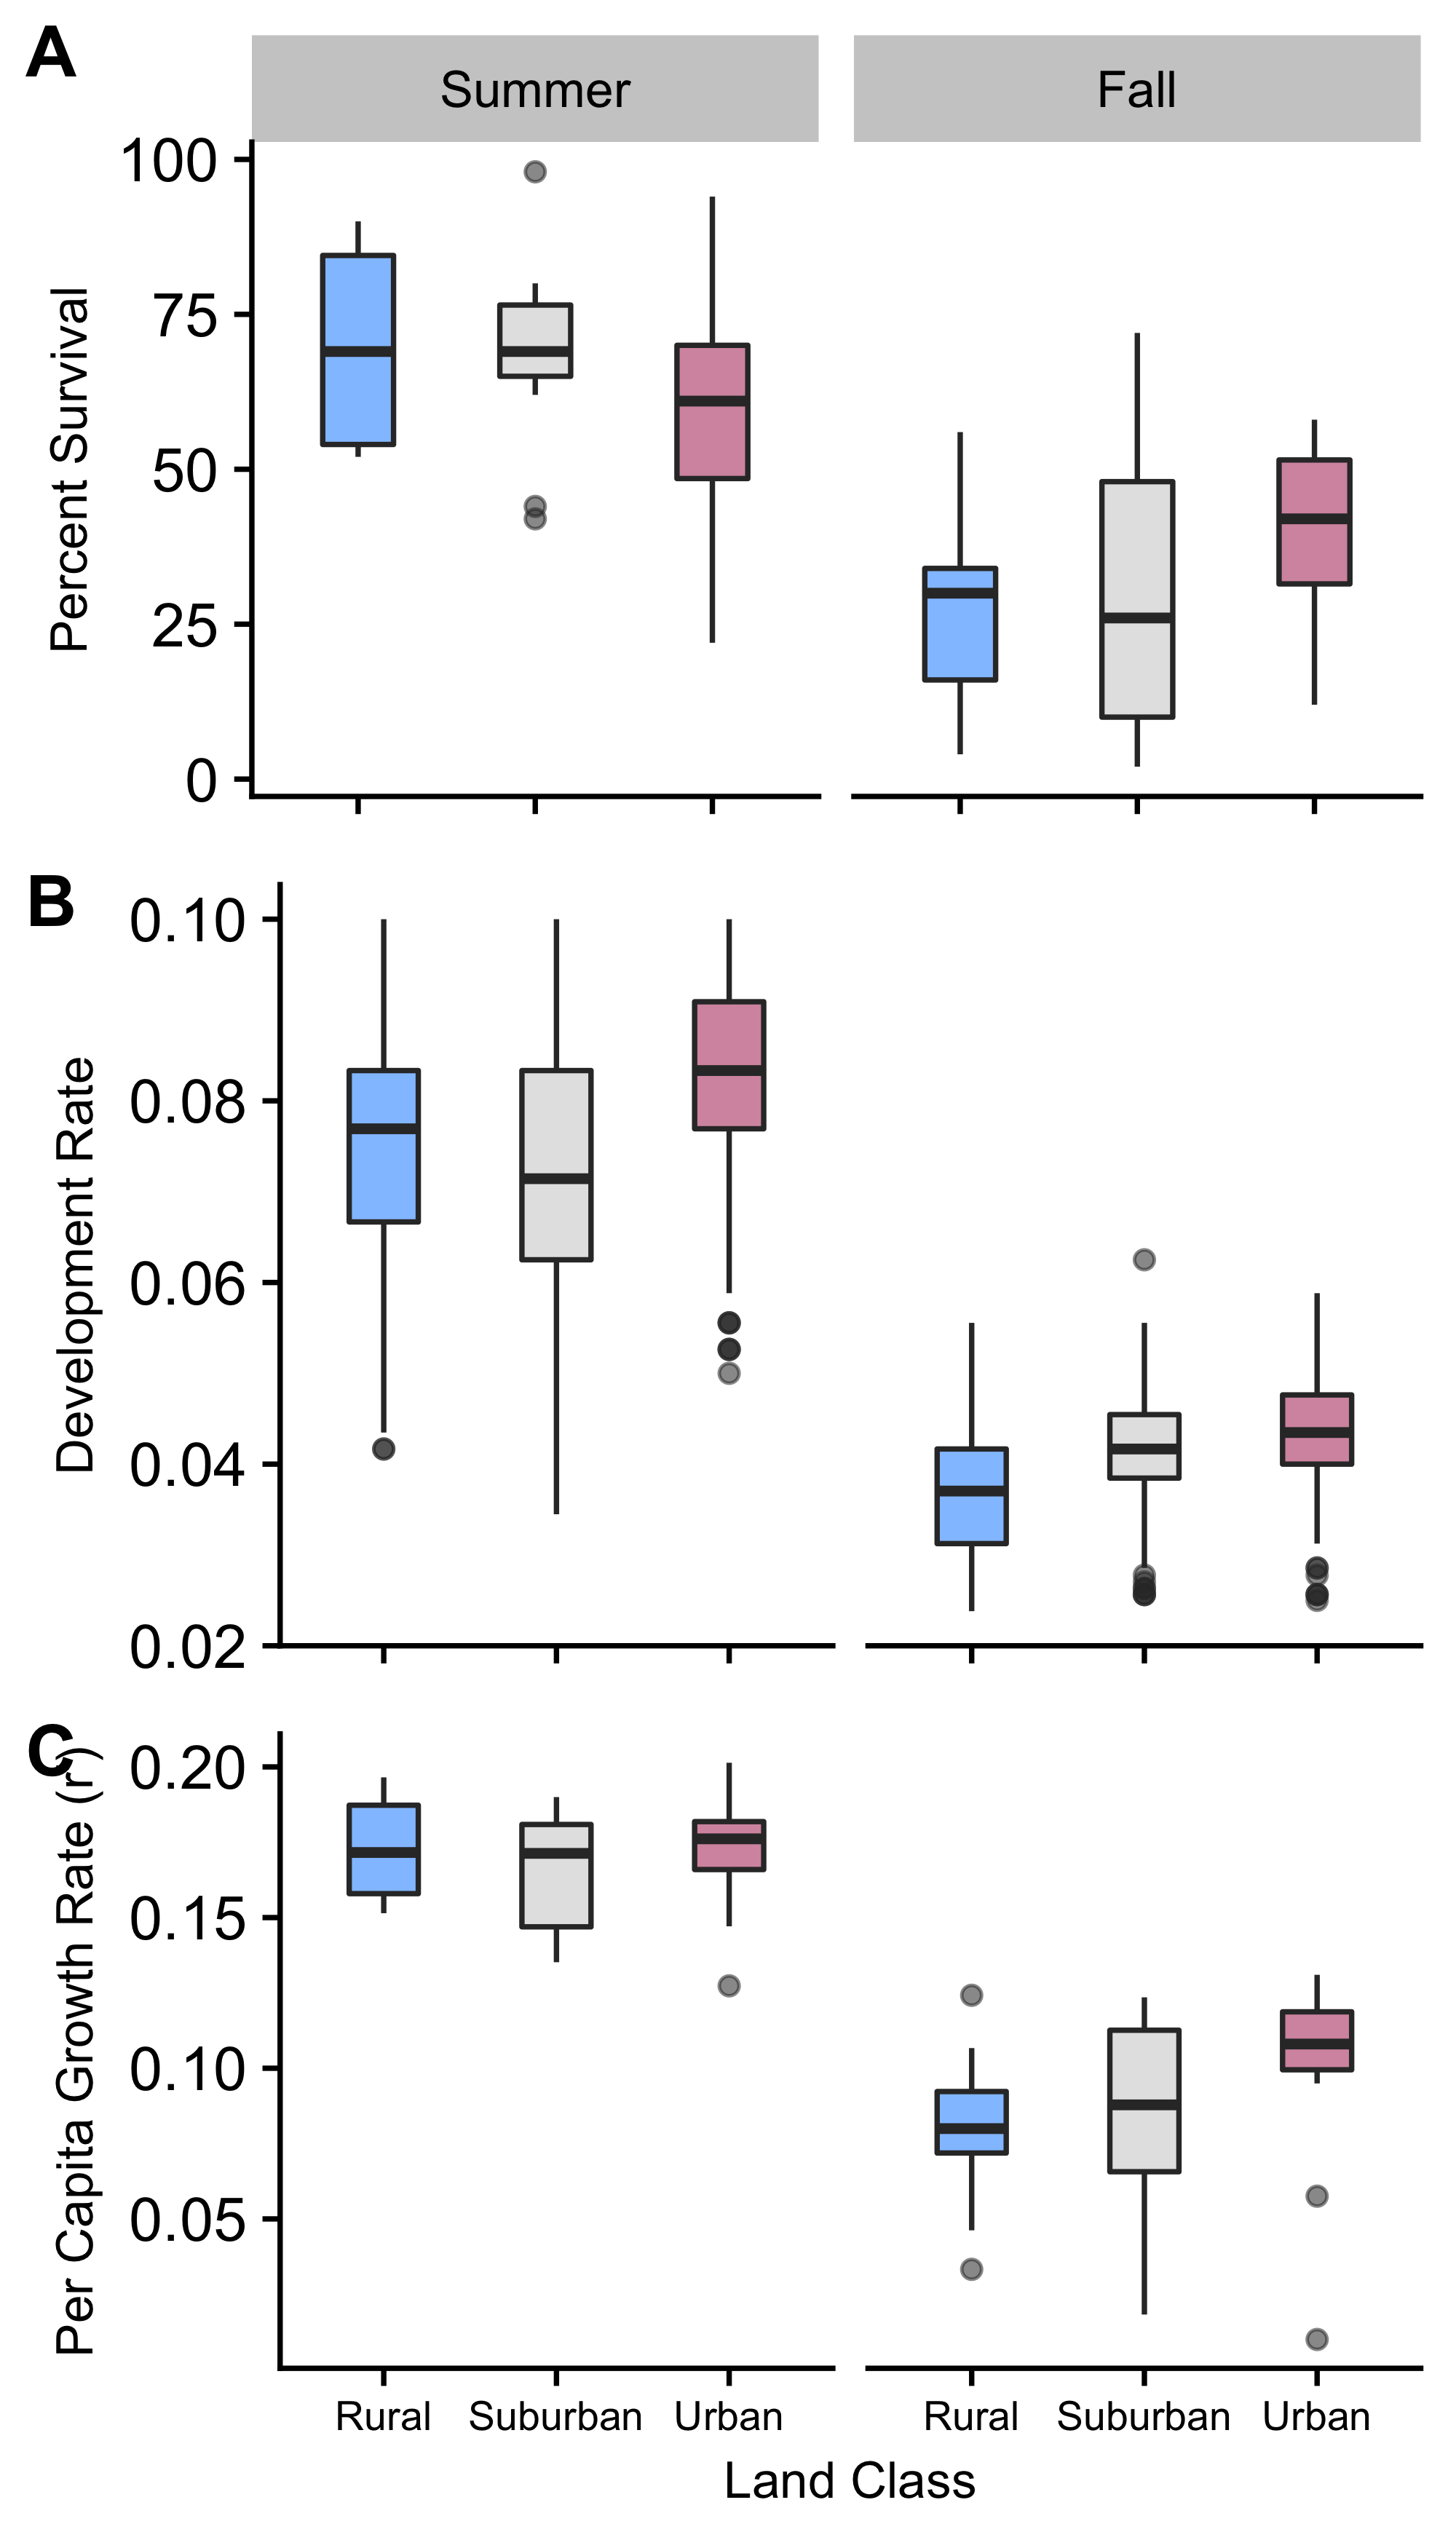 A
Summer
Fall
Percent Survival
100
75
50
25
0
B
Development Rate
0.10
0.08
0.06
0.04
0.02
C
Per Capita Growth Rate (r')
0.20
0.15
0.10
0.05
Rural Suburban Urban
Rural Suburban Urban
Land Class